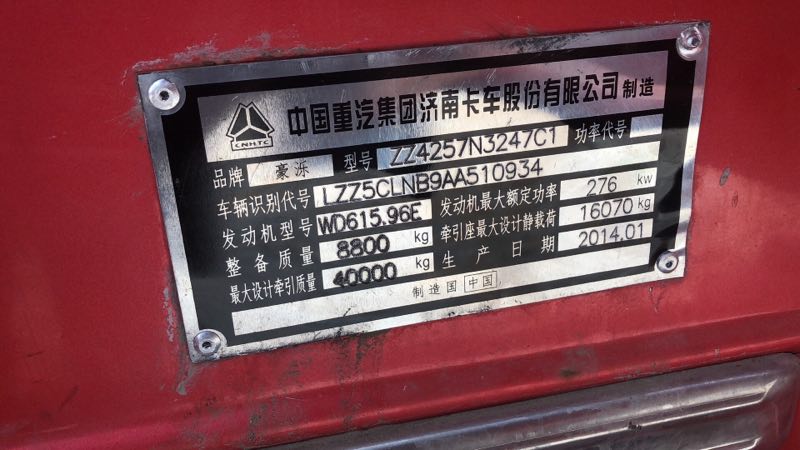 中国重汽集团济南卡车股份有限公司 制造
CNHTC
品牌 豪泺 型号 ZZ4257N3247C1 功率代号
车辆识别代号 LZZ5CLNB9AA510934
发动机型号 WD615.96E 发动机最大额定功率 276 kw
整备质量 8800 kg 牵引座最大设计静载荷 16070 kg
最大设计牵引质量 40000 kg 生产日期 2014.01
制造国 中国